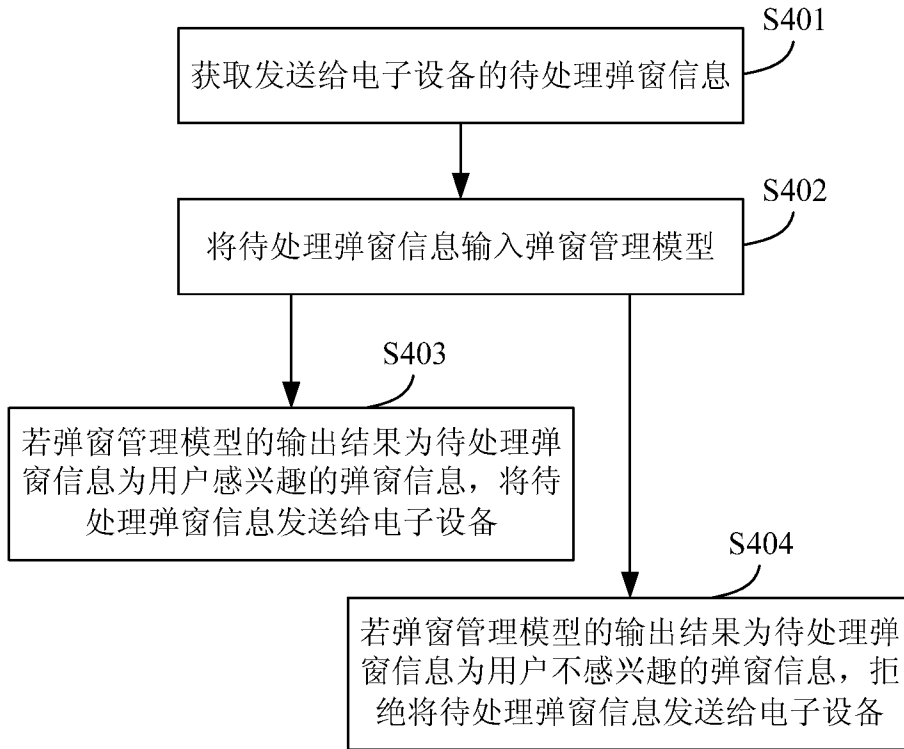 S401
获取发送给电子设备的待处理弹窗信息
S402
将待处理弹窗信息输入弹窗管理模型
S403
若弹窗管理模型的输出结果为待处理弹
窗信息为用户感兴趣的弹窗信息，将待
处理弹窗信息发送给电子设备
S404
若弹窗管理模型的输出结果为待处理弹
窗信息为用户不感兴趣的弹窗信息，拒
绝将待处理弹窗信息发送给电子设备